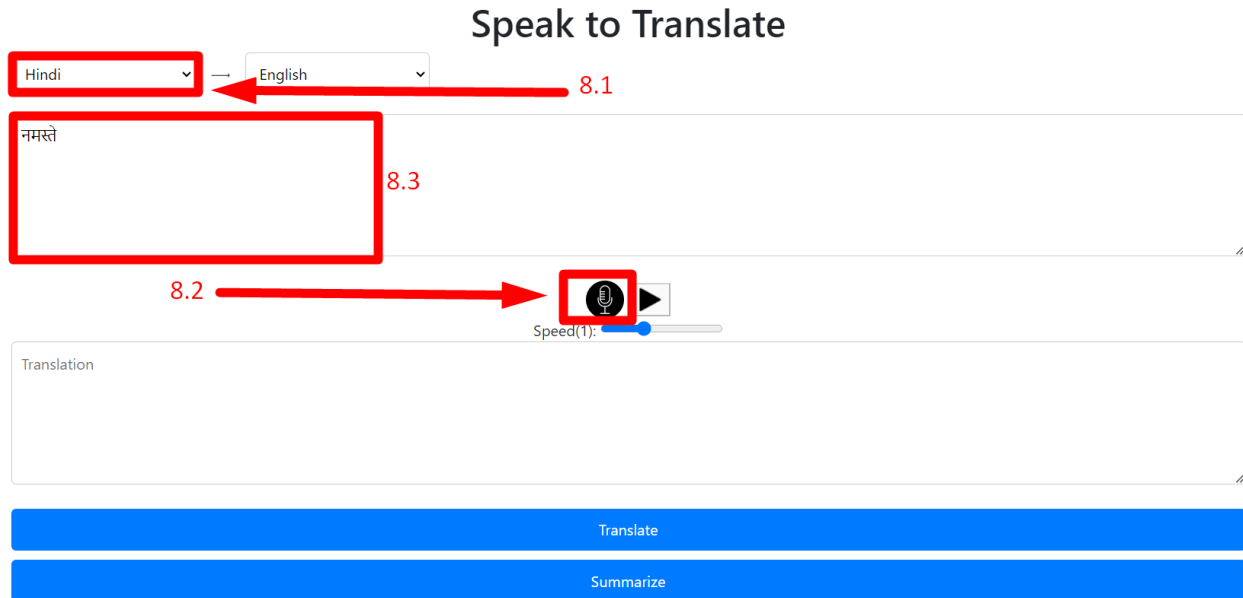 Speak to Translate
Hindi → English
8.1
नमस्ते
8.3
8.2
Speed(1):
Translation
Translate
Summarize